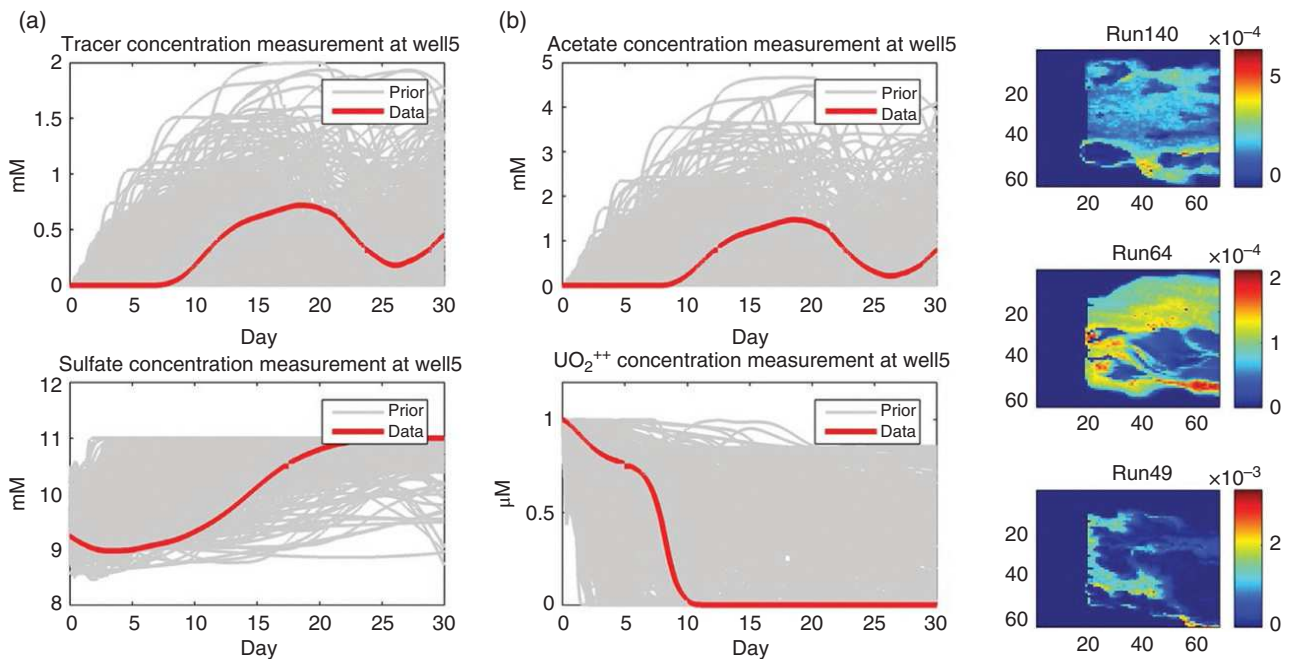 (a)
Tracer concentration measurement at well5
2
1.5
1
0.5
0
mM
Prior
Data
0 5 10 15 20 25 30
Day
Sulfate concentration measurement at well5
12
11
10
9
8
mM
Prior
Data
0 5 10 15 20 25 30
Day
(b)
Acetate concentration measurement at well5
5
4
3
2
1
0
mM
Prior
Data
0 5 10 15 20 25 30
Day
UO₂⁺⁺ concentration measurement at well5
1
0.5
0
μM
Prior
Data
0 5 10 15 20 25 30
Day
Run140
×10⁻⁴
20
40
60
20 40 60
5
0
Run64
×10⁻⁴
20
40
60
20 40 60
2
1
0
Run49
×10⁻³
20
40
60
20 40 60
2
0